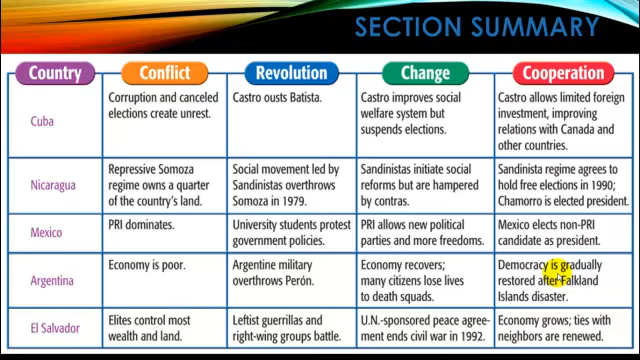 SECTION SUMMARY
Country Conflict Revolution Change Cooperation
Cuba
Corruption and canceled
elections create unrest.
Castro ousts Batista.
Castro improves social
welfare system but
suspends elections.
Castro allows limited foreign
investment, improving
relations with Canada and
other countries.
Nicaragua
Repressive Somoza
regime owns a quarter
of the country's land.
Social movement led by
Sandinistas overthrows
Somoza in 1979.
Sandinistas initiate social
reforms but are hampered
by contras.
Sandinista regime agrees to
hold free elections in 1990;
Chamorro is elected president.
Mexico
PRI dominates.
University students protest
government policies.
PRI allows new political
parties and more freedoms.
Mexico elects non-PRI
candidate as president.
Argentina
Economy is poor.
Argentine military
overthrows Perón.
Economy recovers;
many citizens lose lives
to death squads.
Democracy is gradually
restored after Falkland
Islands disaster.
El Salvador
Elites control most
wealth and land.
Leftist guerrillas and
right-wing groups battle.
U.N.-sponsored peace agree-
ment ends civil war in 1992.
Economy grows; ties with
neighbors are renewed.